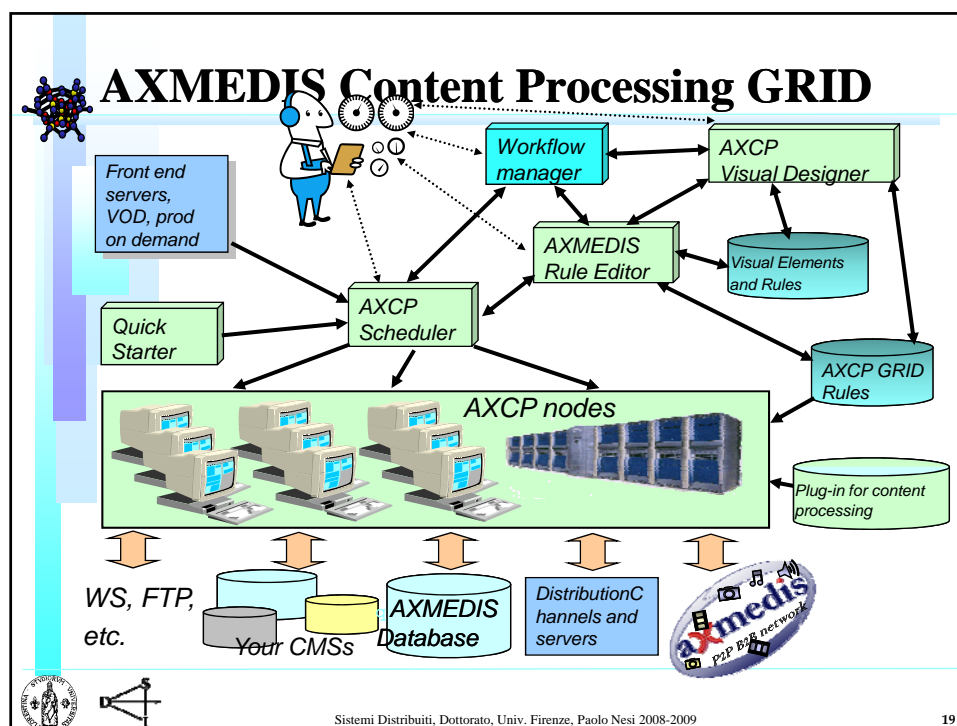 AXMEDIS Content Processing GRID
Front end
servers,
VOD, prod
on demand
Workflow
manager
AXCP
Visual Designer
AXMEDIS
Rule Editor
Visual Elements
and Rules
AXCP
Scheduler
Quick
Starter
AXCP GRID
Rules
AXCP nodes
Plug-in for content
processing
WS, FTP,
etc.
Your CMSs
AXMEDIS
Database
DistributionC
hannels and
servers
axmedis
P2P B2B network
D S I
Sistemi Distribuiti, Dottorato, Univ. Firenze, Paolo Nesi 2008-2009
19